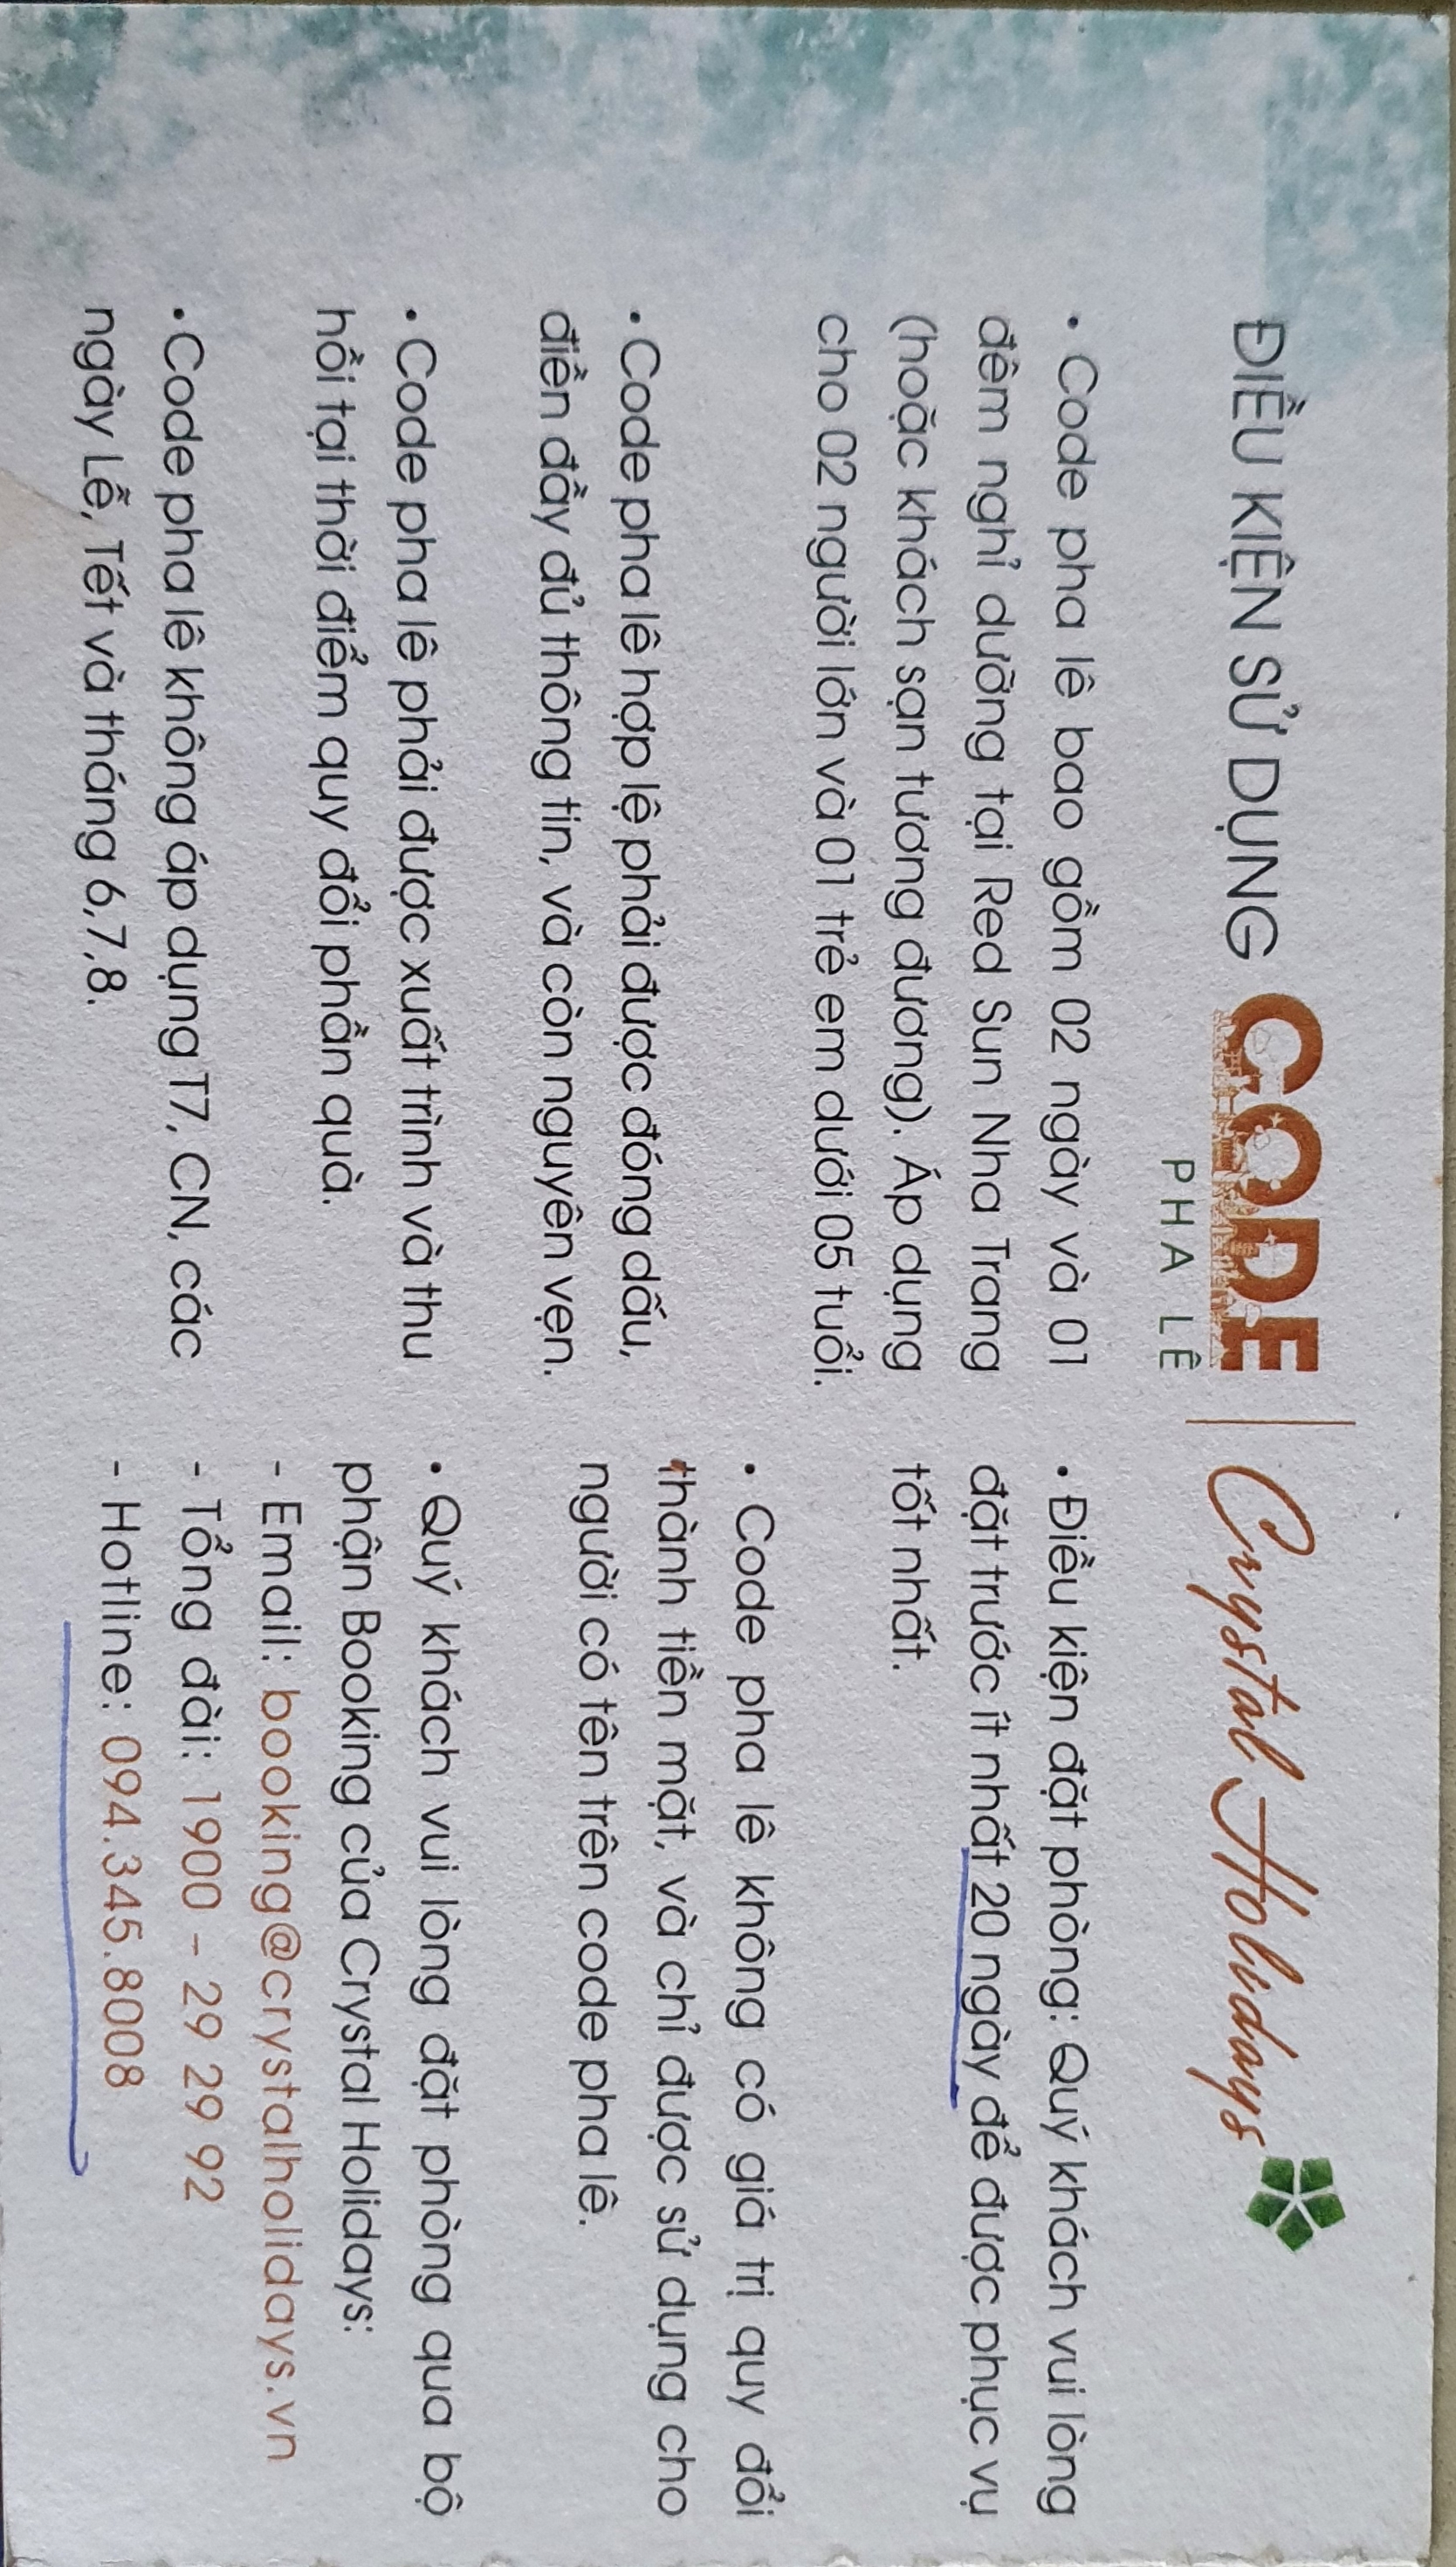 ĐIỀU KIỆN SỬ DỤNG CODE
PHA LÊ
Crystal Holidays
• Code pha lê bao gồm 02 ngày và 01
đêm nghỉ dưỡng tại Red Sun Nha Trang
(hoặc khách sạn tương đương). Áp dụng
cho 02 người lớn và 01 trẻ em dưới 05 tuổi.
• Code pha lê hợp lệ phải được đóng dấu,
điền đầy đủ thông tin, và còn nguyên vẹn.
• Code pha lê phải được xuất trình và thu
hồi tại thời điểm quy đổi phần quà.
• Code pha lê không áp dụng T7, CN, các
ngày Lễ, Tết và tháng 6,7,8.
• Điều kiện đặt phòng: Quý khách vui lòng
đặt trước ít nhất 20 ngày để được phục vụ
tốt nhất.
• Code pha lê không có giá trị quy đổi
thành tiền mặt, và chỉ được sử dụng cho
người có tên trên code pha lê.
• Quý khách vui lòng đặt phòng qua bộ
phận Booking của Crystal Holidays:
- Email: booking@crystalholidays.vn
- Tổng đài: 1900 – 29 29 92
- Hotline: 094.345.8008